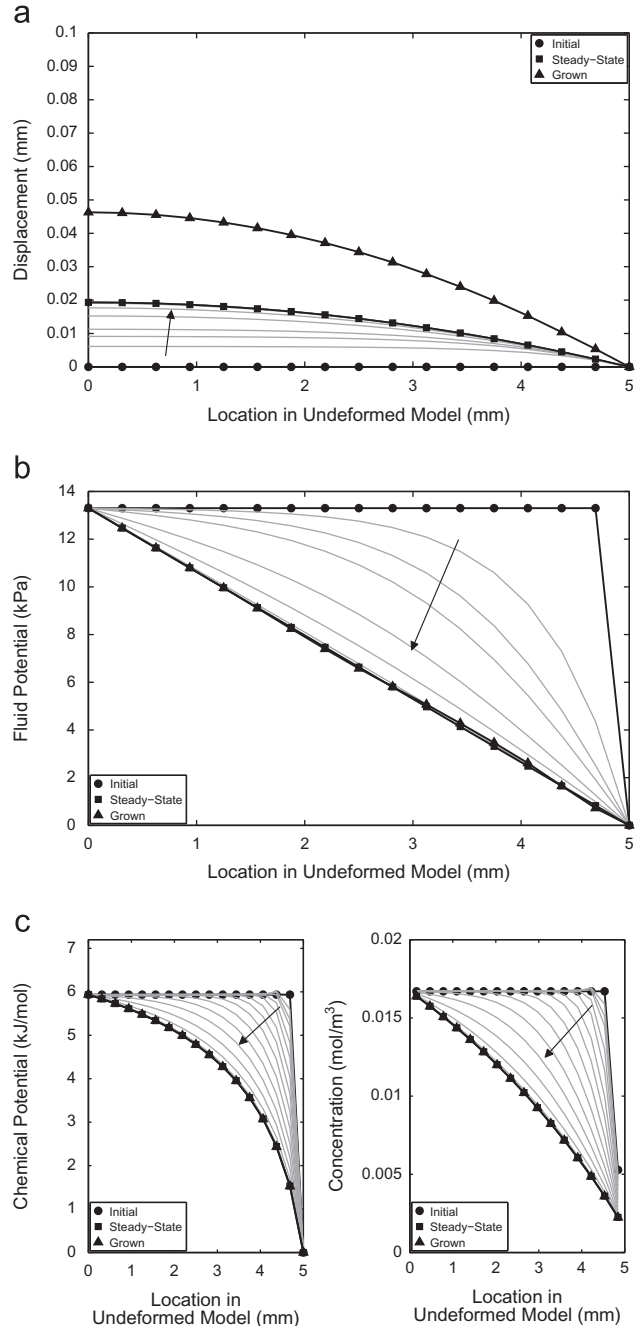 a
0.1
0.09
0.08
0.07
0.06
0.05
0.04
0.03
0.02
0.01
0
Displacement (mm)
Initial
Steady-State
Grown
0 1 2 3 4 5
Location in Undeformed Model (mm)
b
14
12
10
8
6
4
2
0
Fluid Potential (kPa)
Initial
Steady-State
Grown
0 1 2 3 4 5
Location in Undeformed Model (mm)
c
7
6
5
4
3
2
1
0
Chemical Potential (kJ/mol)
Initial
Steady-State
Grown
0 1 2 3 4 5
Location in
Undeformed Model (mm)
0.02
0.015
0.01
0.005
0
Concentration (mol/m³)
Initial
Steady-State
Grown
0 1 2 3 4 5
Location in
Undeformed Model (mm)